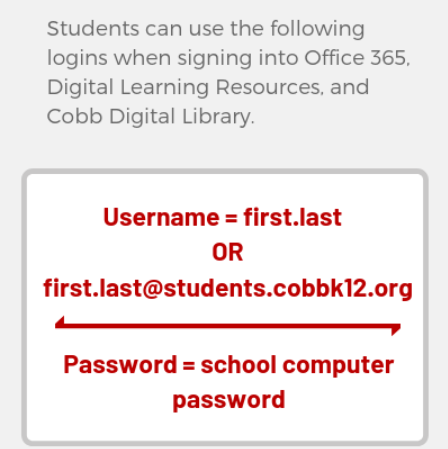 Students can use the following
logins when signing into Office 365,
Digital Learning Resources, and
Cobb Digital Library.
Username = first.last
OR
first.last@students.cobbk12.org
Password = school computer
password